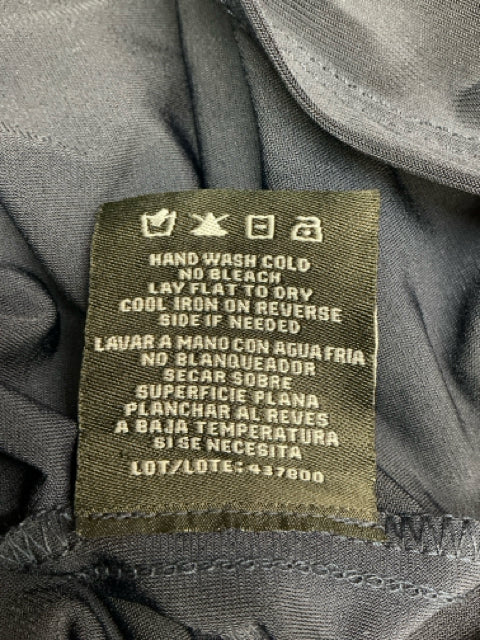 HAND WASH COLD
NO BLEACH
LAY FLAT TO DRY
COOL IRON ON REVERSE
SIDE IF NEEDED
LAVAR A MANO CON AGUA FRIA
NO BLANQUEADOR
SECAR SOBRE
SUPERFICIE PLANA
PLANCHAR AL REVES
A BAJA TEMPERATURA
SI SE NECESITA
LOT/LOTE: 437800